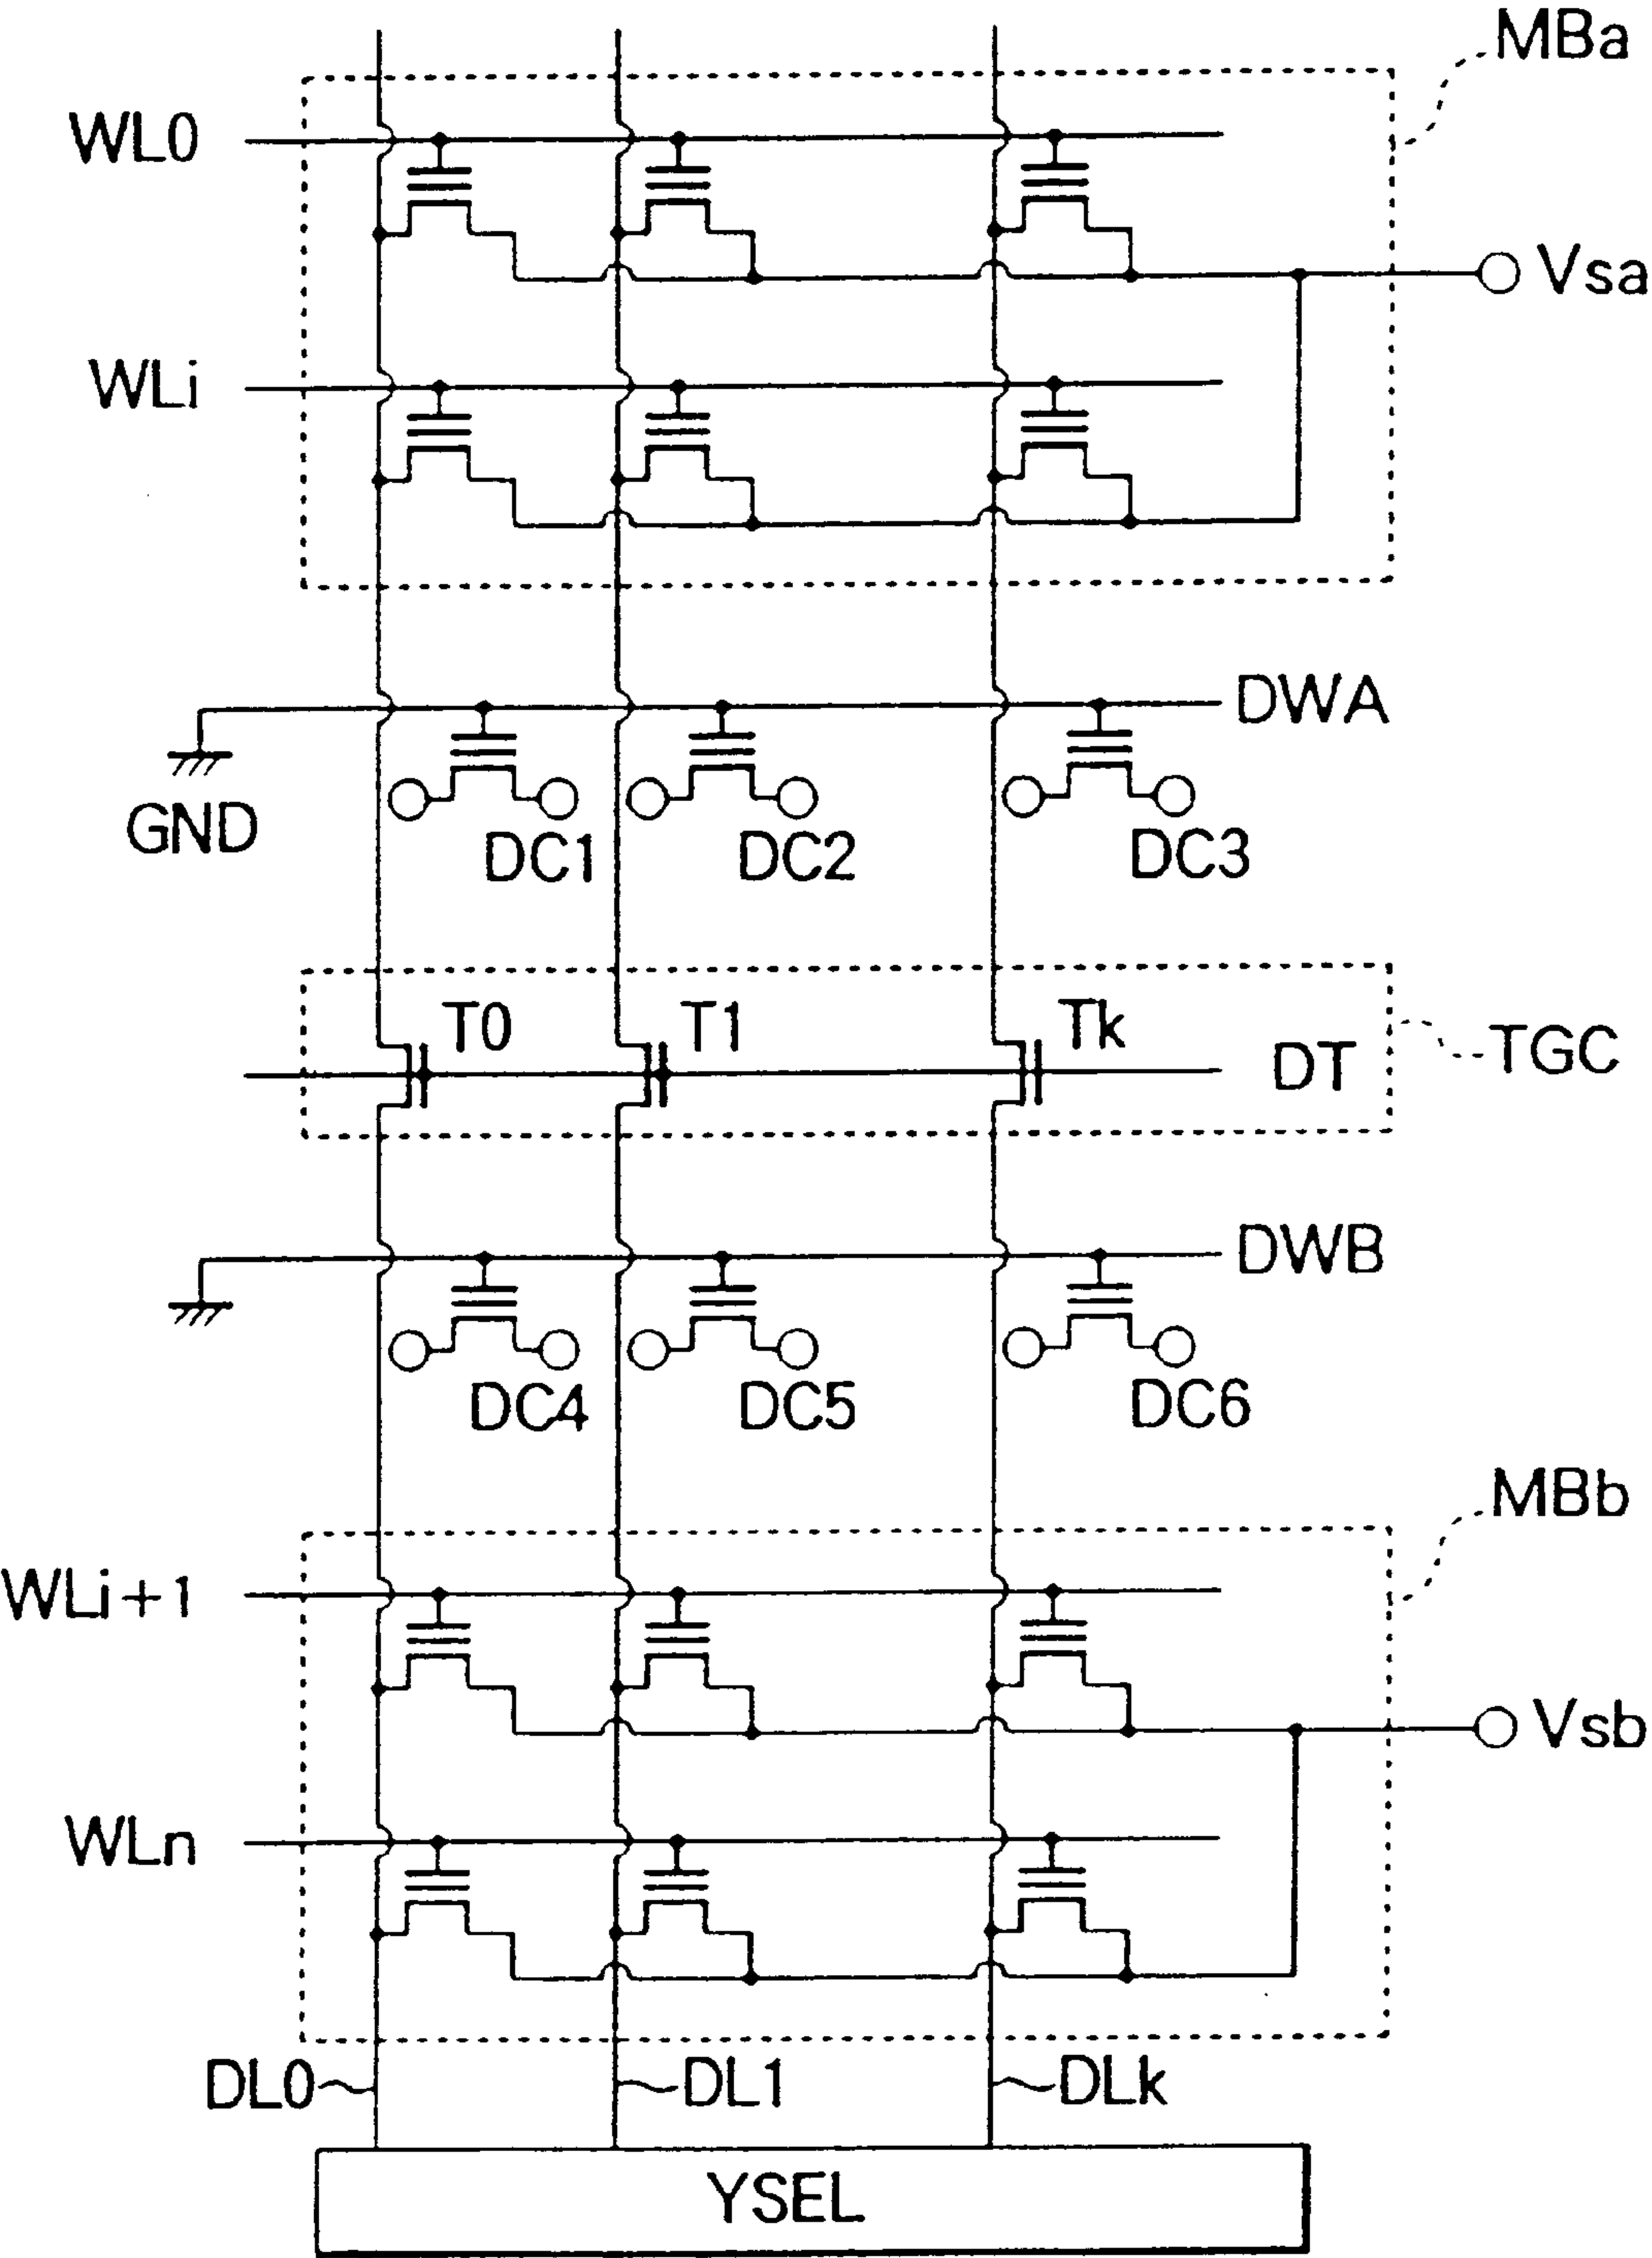 MBa
WL0
Vsa
WLi
DWA
GND
DC1 DC2 DC3
T0 T1 Tk
DT
TGC
DWB
DC4 DC5 DC6
MBb
WLi+1
Vsb
WLn
DL0 DL1 DLk
YSEL